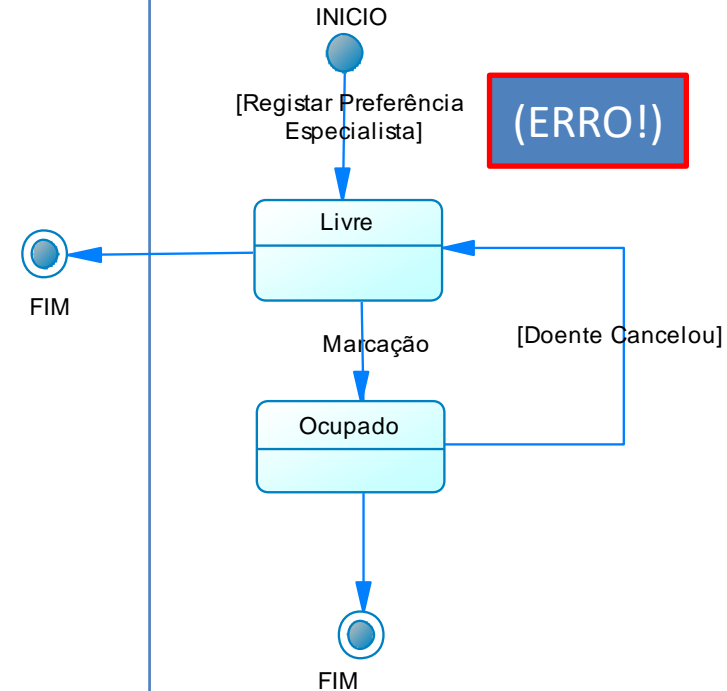 INICIO
[Registar Preferência
Especialista]
(ERRO!)
Livre
FIM
Marcação
[Doente Cancelou]
Ocupado
FIM